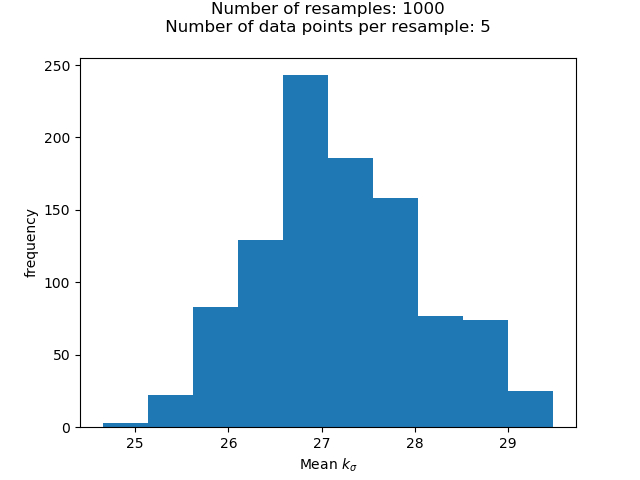 Number of resamples: 1000
Number of data points per resample: 5
250
200
150
100
50
0
frequency
25 26 27 28 29
Mean k_σ